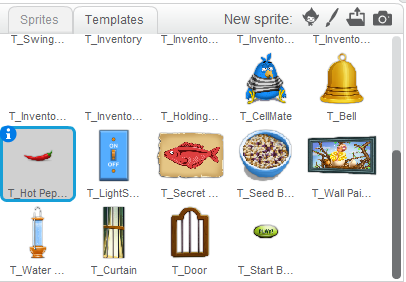 Sprites
Templates
New sprite:
T_Swing...
T_Inventory
T_Invento...
T_Invento...
T_Invento...
T_Invento...
T_Invento...
T_Holding...
T_CellMate
T_Bell
i
T_Hot Pep...
ON
OFF
T_LightS...
T_Secret ...
T_Seed B...
T_Wall Pai...
T_Water ...
T_Curtain
T_Door
PLAY!
T_Start B...